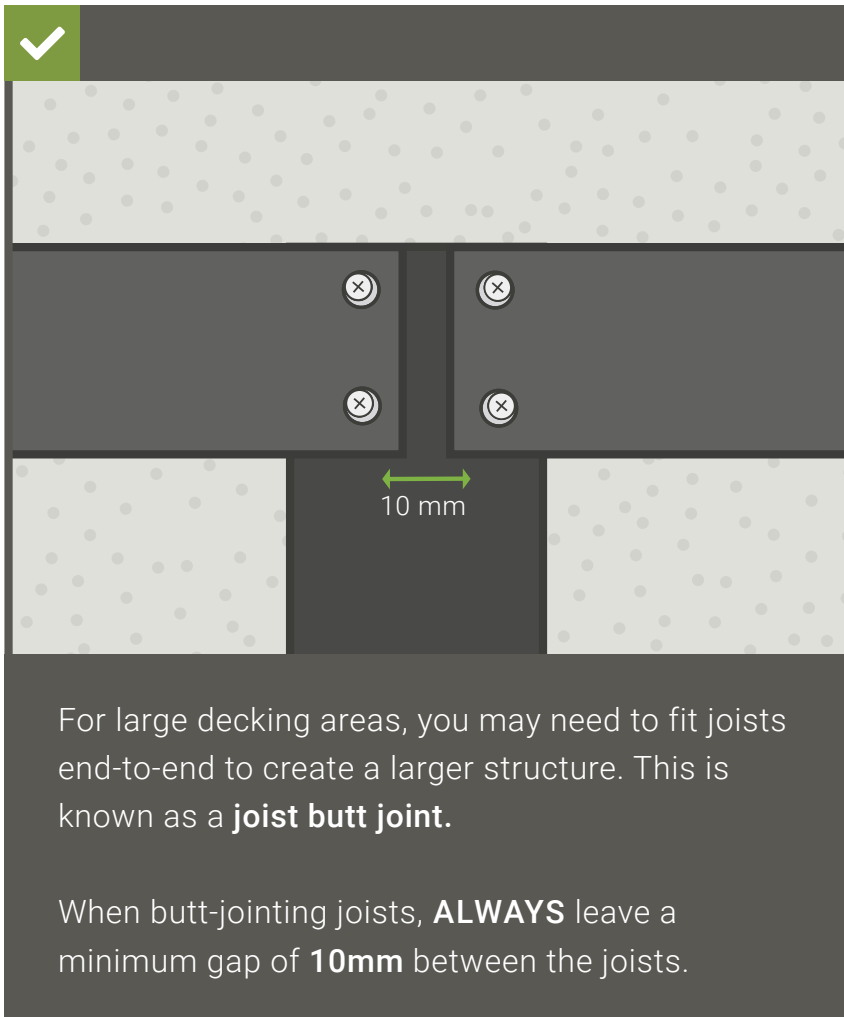 10 mm
For large decking areas, you may need to fit joists
end-to-end to create a larger structure. This is
known as a joist butt joint.
When butt-jointing joists, ALWAYS leave a
minimum gap of 10mm between the joists.